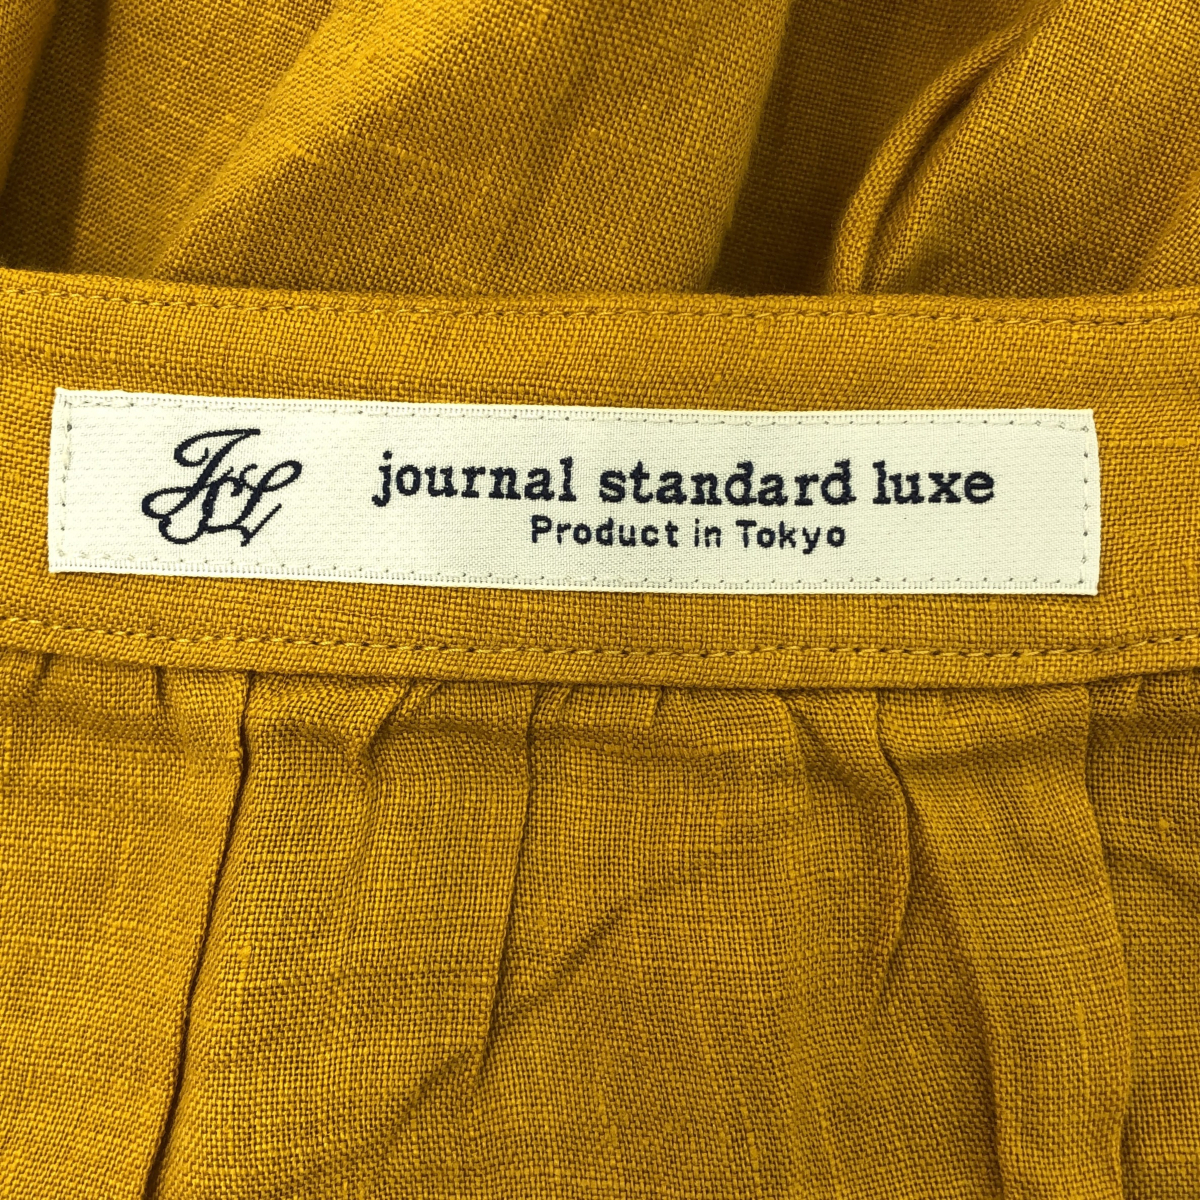 JSL
journal standard luxe
Product in Tokyo